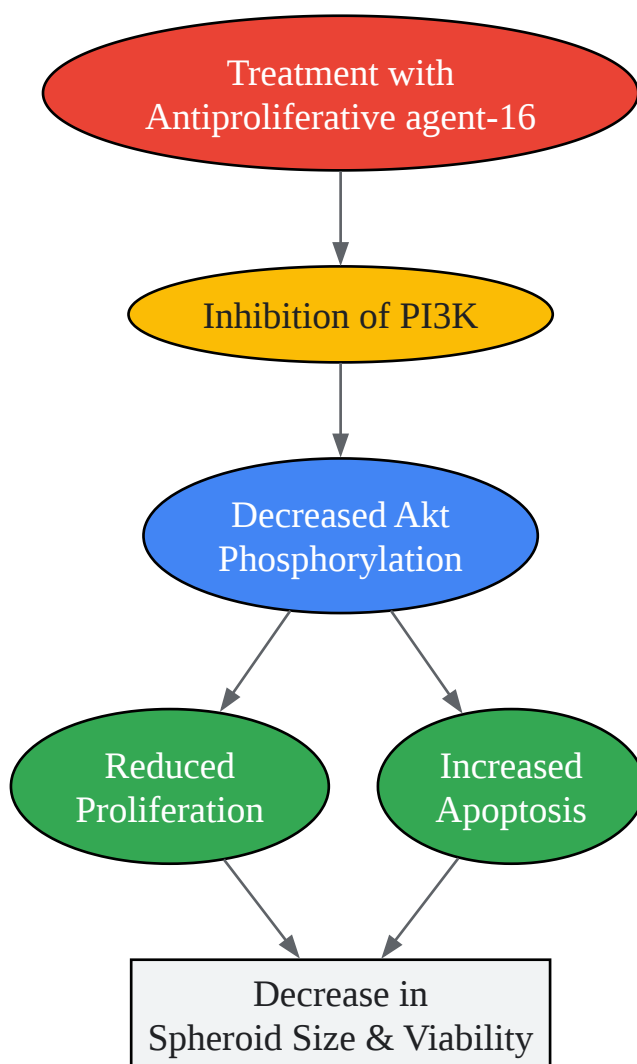 Treatment with
Antiproliferative agent-16
Inhibition of PI3K
Decreased Akt
Phosphorylation
Reduced
Proliferation
Increased
Apoptosis
Decrease in
Spheroid Size & Viability